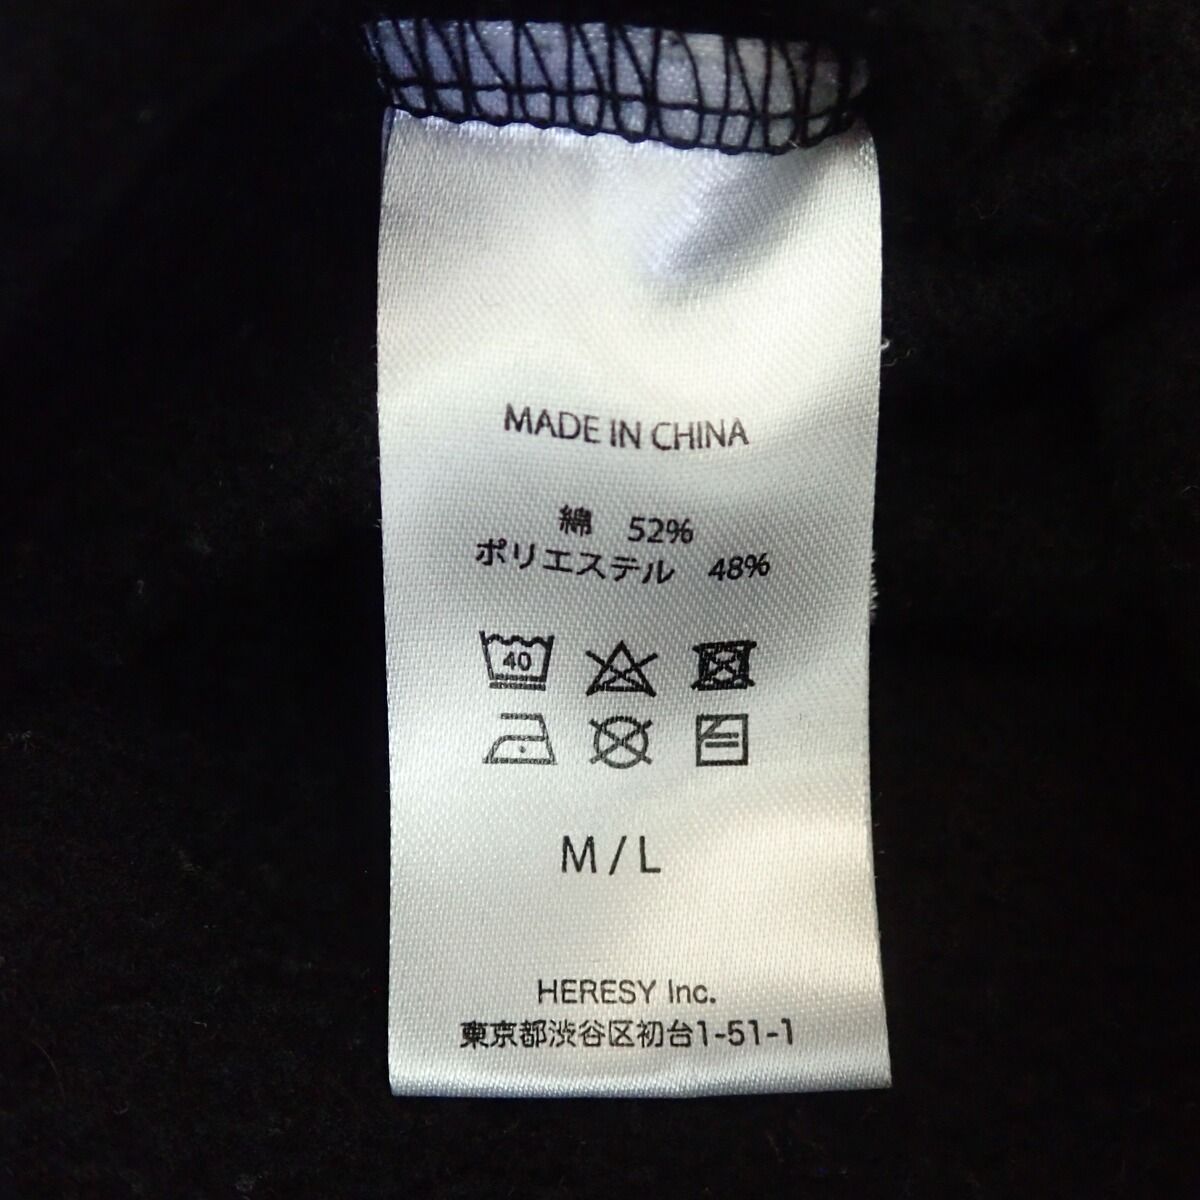 MADE IN CHINA
綿 52%
ポリエステル 48%
40
M / L
HERESY Inc.
東京都渋谷区初台1-51-1